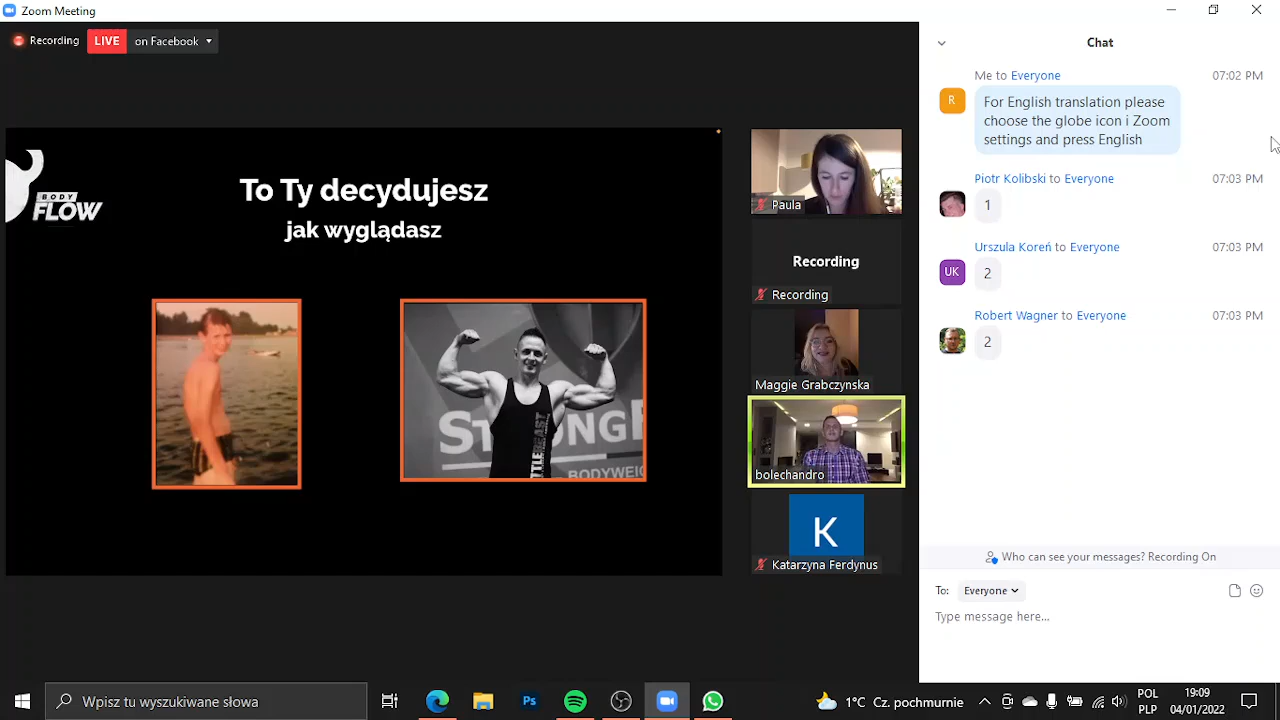 Zoom Meeting
Recording
LIVE
on Facebook
BODY
FLOW
To Ty decydujesz
jak wyglądasz
STRONG
BODYWEIG
Paula
Recording
Recording
Maggie Grabczynska
bolechandro
K
Katarzyna Ferdynus
Chat
Me to Everyone
07:02 PM
R
For English translation please
choose the globe icon i Zoom
settings and press English
Piotr Kolibski to Everyone
07:03 PM
1
Urszula Koreń to Everyone
07:03 PM
UK
2
Robert Wagner to Everyone
07:03 PM
2
Who can see your messages? Recording On
To:
Everyone
Type message here...
Wpisz tu wyszukiwane słowa
Ps
1°C Cz. pochmurnie
POL
PLP
19:09
04/01/2022